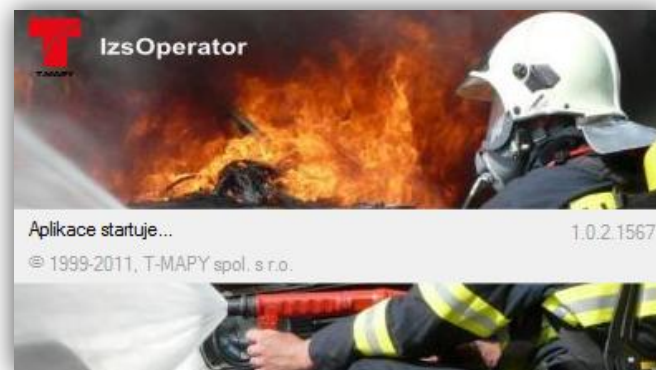 IzsOperator
T-MAPY
Aplikace startuje...
1.0.2.1567
© 1999-2011, T-MAPY spol. s r.o.